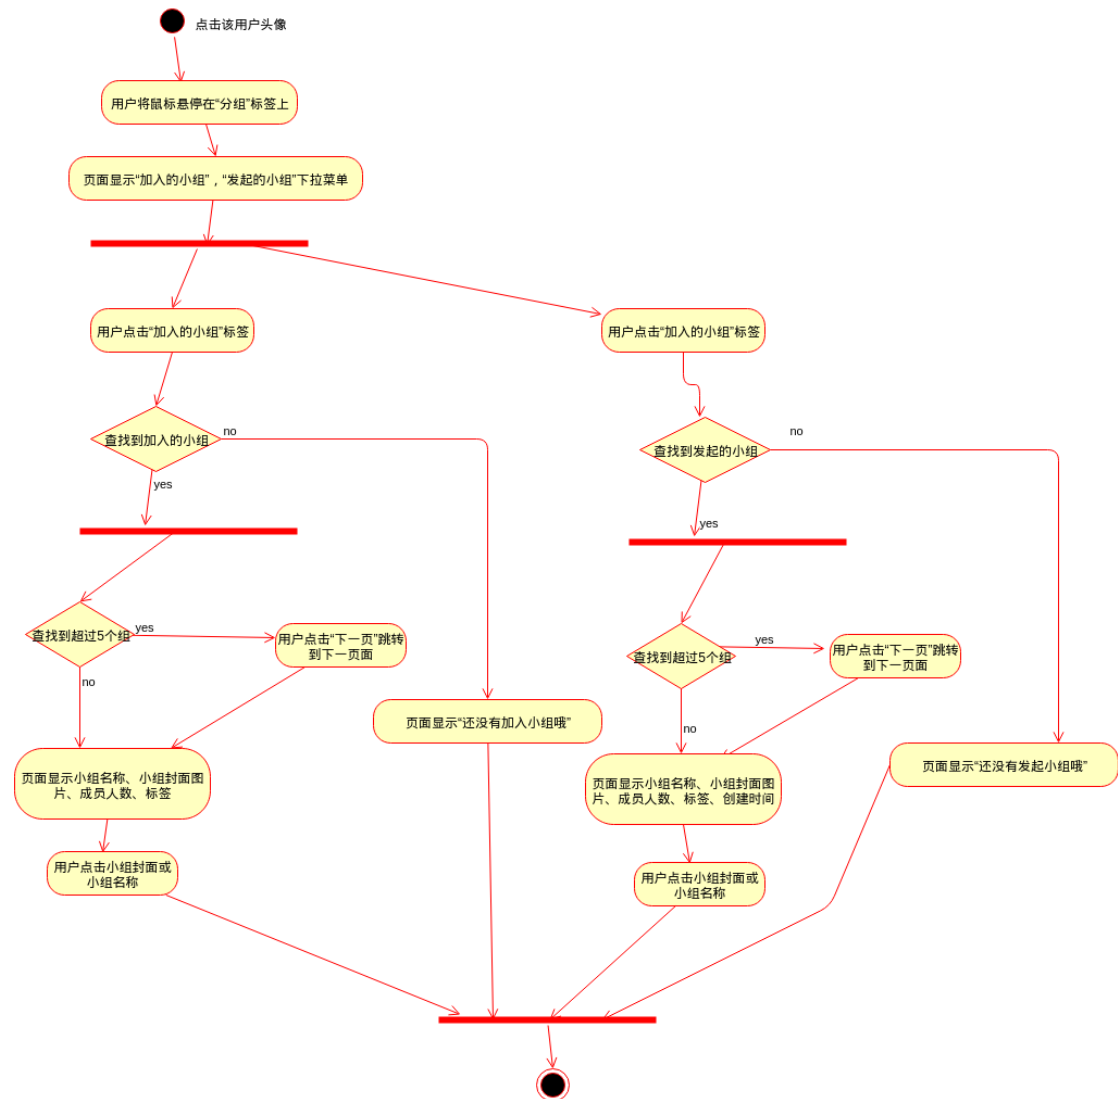 点击该用户头像
用户将鼠标悬停在“分组”标签上
页面显示“加入的小组”，“发起的小组”下拉菜单
用户点击“加入的小组”标签
用户点击“加入的小组”标签
查找到加入的小组
no
yes
查找到发起的小组
no
yes
查找到超过5个组
yes
no
用户点击“下一页”跳转
到下一页面
查找到超过5个组
yes
no
用户点击“下一页”跳转
到下一页面
页面显示“还没有加入小组哦”
页面显示“还没有发起小组哦”
页面显示小组名称、小组封面图
片、成员人数、标签
页面显示小组名称、小组封面图
片、成员人数、标签、创建时间
用户点击小组封面或
小组名称
用户点击小组封面或
小组名称